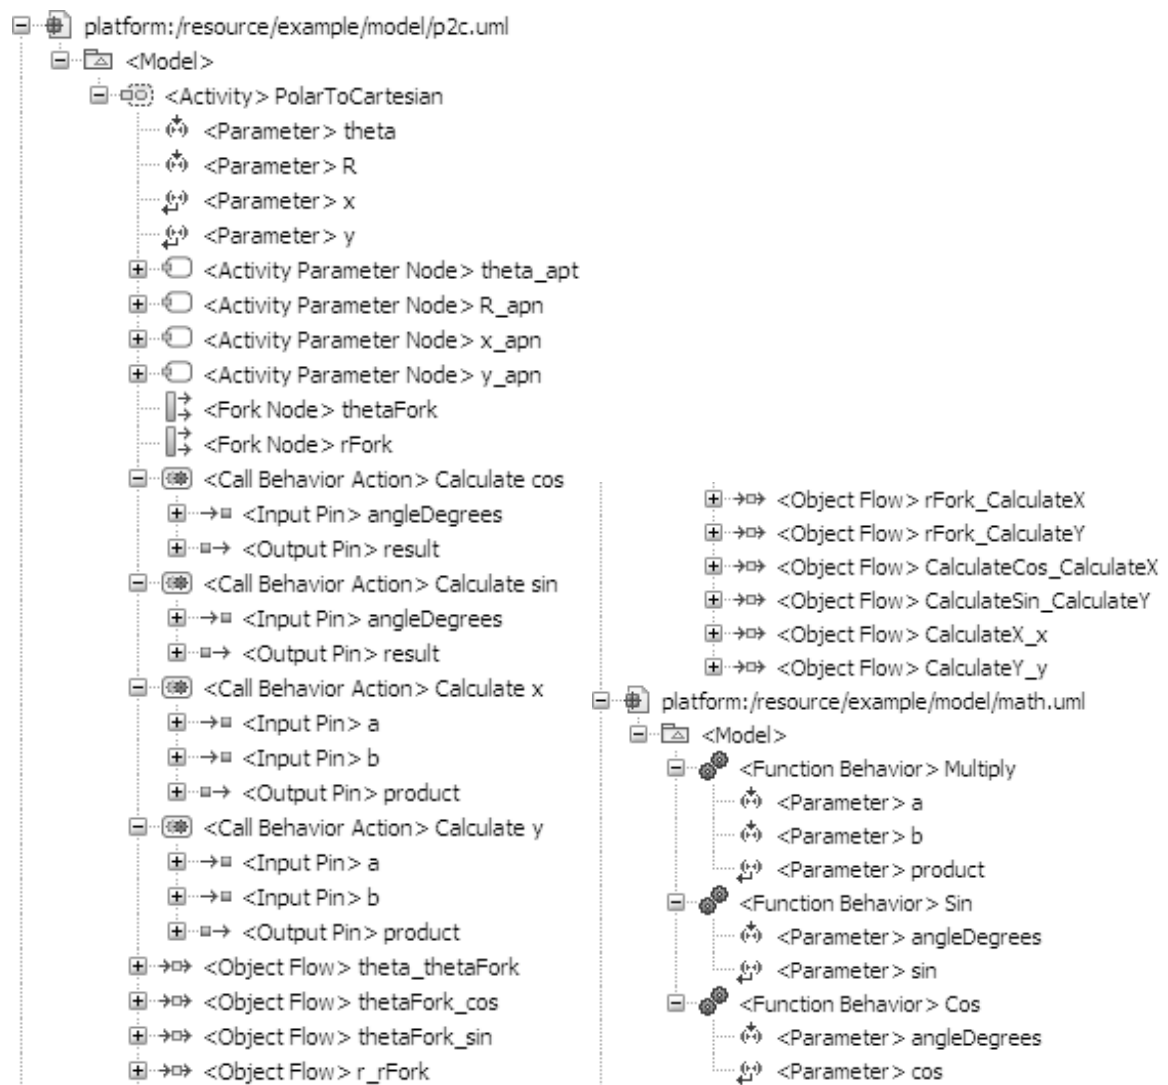 platform:/resource/example/model/p2c.uml
<Model>
<Activity> PolarToCartesian
<Parameter> theta
<Parameter> R
<Parameter> x
<Parameter> y
<Activity Parameter Node> theta_apt
<Activity Parameter Node> R_apn
<Activity Parameter Node> x_apn
<Activity Parameter Node> y_apn
<Fork Node> thetaFork
<Fork Node> rFork
<Call Behavior Action> Calculate cos
<Input Pin> angleDegrees
<Output Pin> result
<Call Behavior Action> Calculate sin
<Input Pin> angleDegrees
<Output Pin> result
<Call Behavior Action> Calculate x
<Input Pin> a
<Input Pin> b
<Output Pin> product
<Call Behavior Action> Calculate y
<Input Pin> a
<Input Pin> b
<Output Pin> product
<Object Flow> theta_thetaFork
<Object Flow> thetaFork_cos
<Object Flow> thetaFork_sin
<Object Flow> r_rFork
<Object Flow> rFork_CalculateX
<Object Flow> rFork_CalculateY
<Object Flow> CalculateCos_CalculateX
<Object Flow> CalculateSin_CalculateY
<Object Flow> CalculateX_x
<Object Flow> CalculateY_y
platform:/resource/example/model/math.uml
<Model>
<Function Behavior> Multiply
<Parameter> a
<Parameter> b
<Parameter> product
<Function Behavior> Sin
<Parameter> angleDegrees
<Parameter> sin
<Function Behavior> Cos
<Parameter> angleDegrees
<Parameter> cos